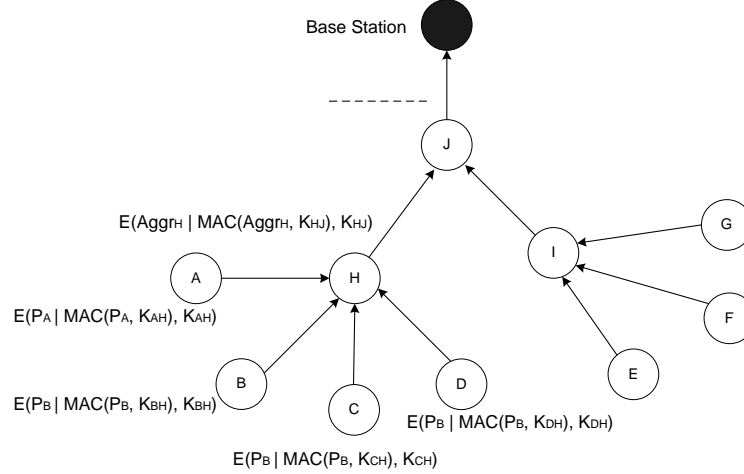 Base Station
J
E(AggrH | MAC(AggrH, KHJ), KHJ)
G
A
H
I
E(PA | MAC(PA, KAH), KAH)
F
B
C
D
E
E(PB | MAC(PB, KBH), KBH)
E(PB | MAC(PB, KDH), KDH)
E(PB | MAC(PB, KCH), KCH)